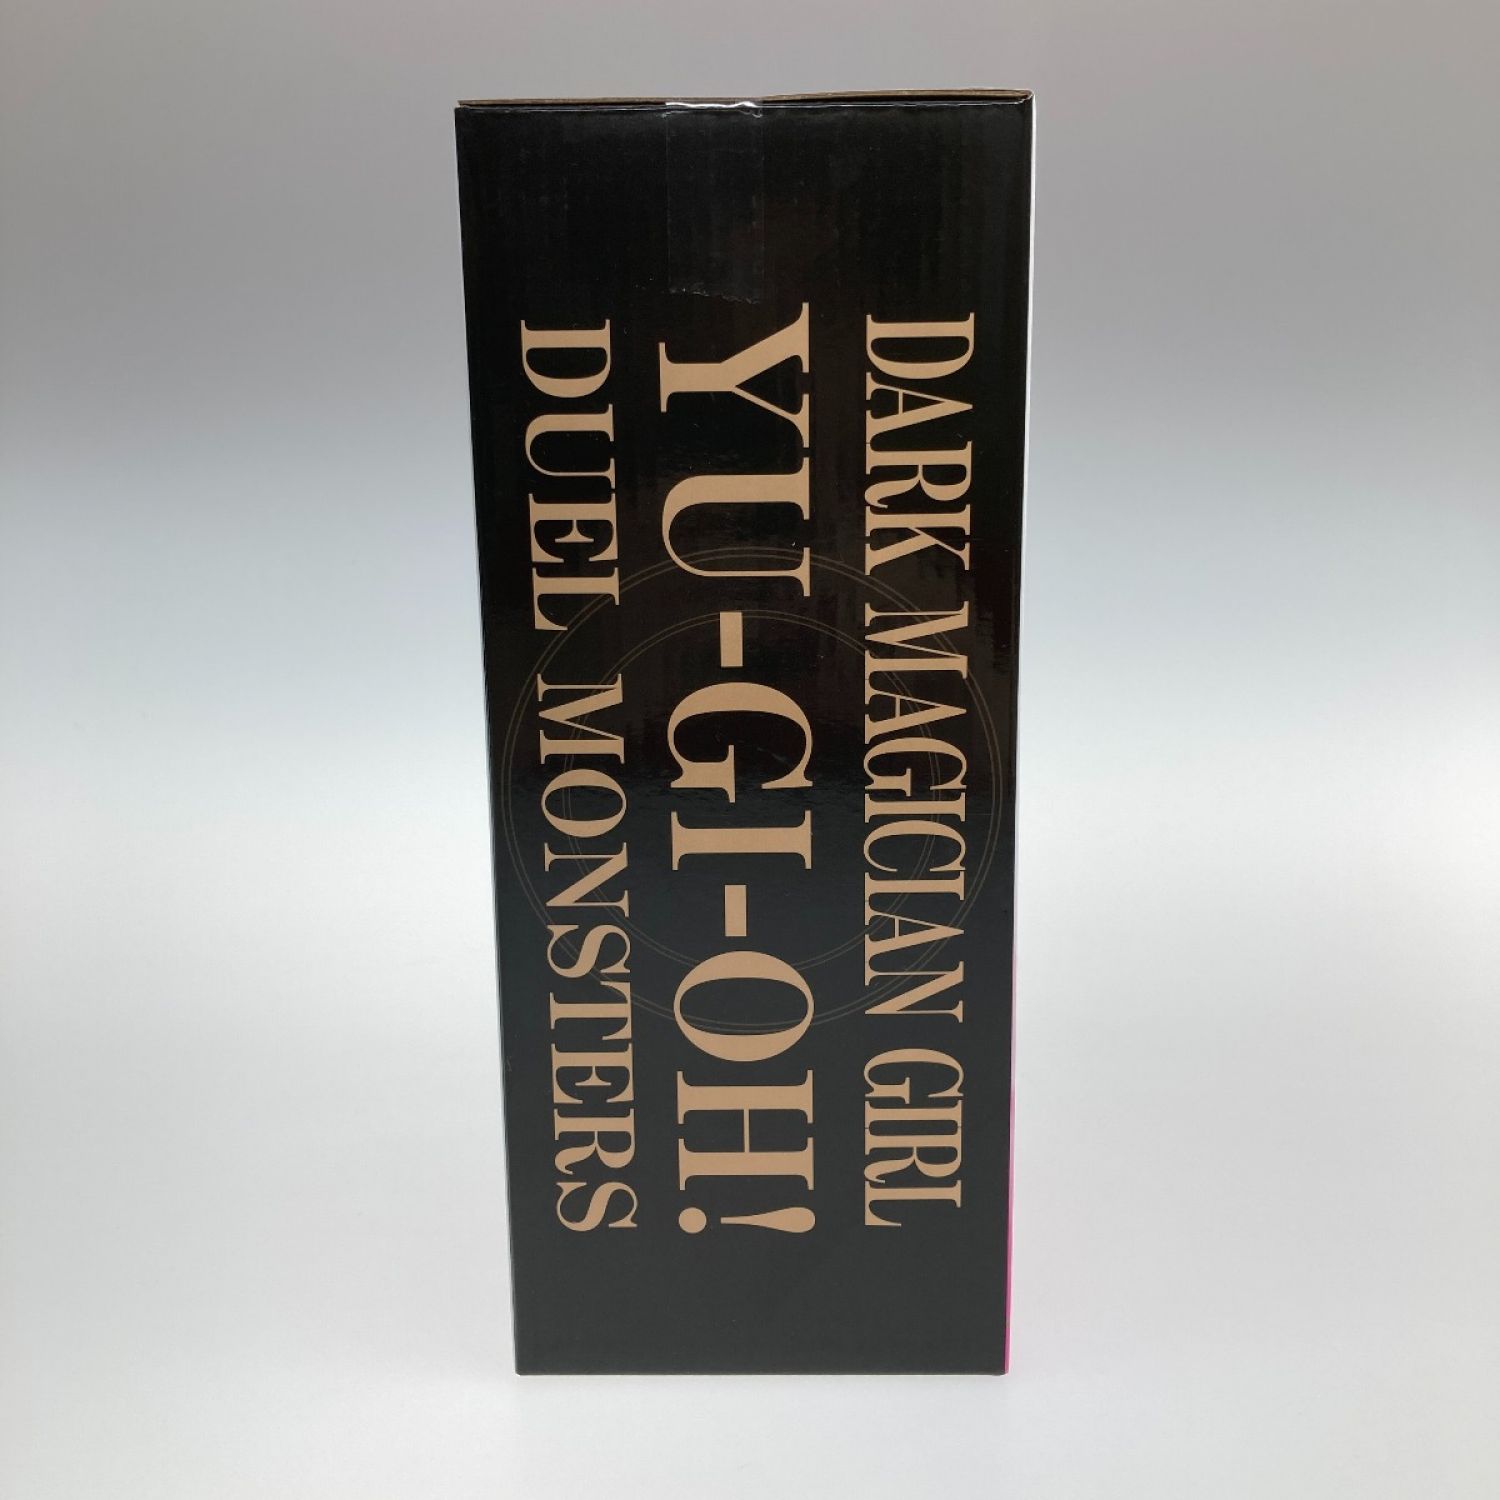 DARK MAGICIAN GIRL
YU-GI-OH!
DUEL MONSTERS